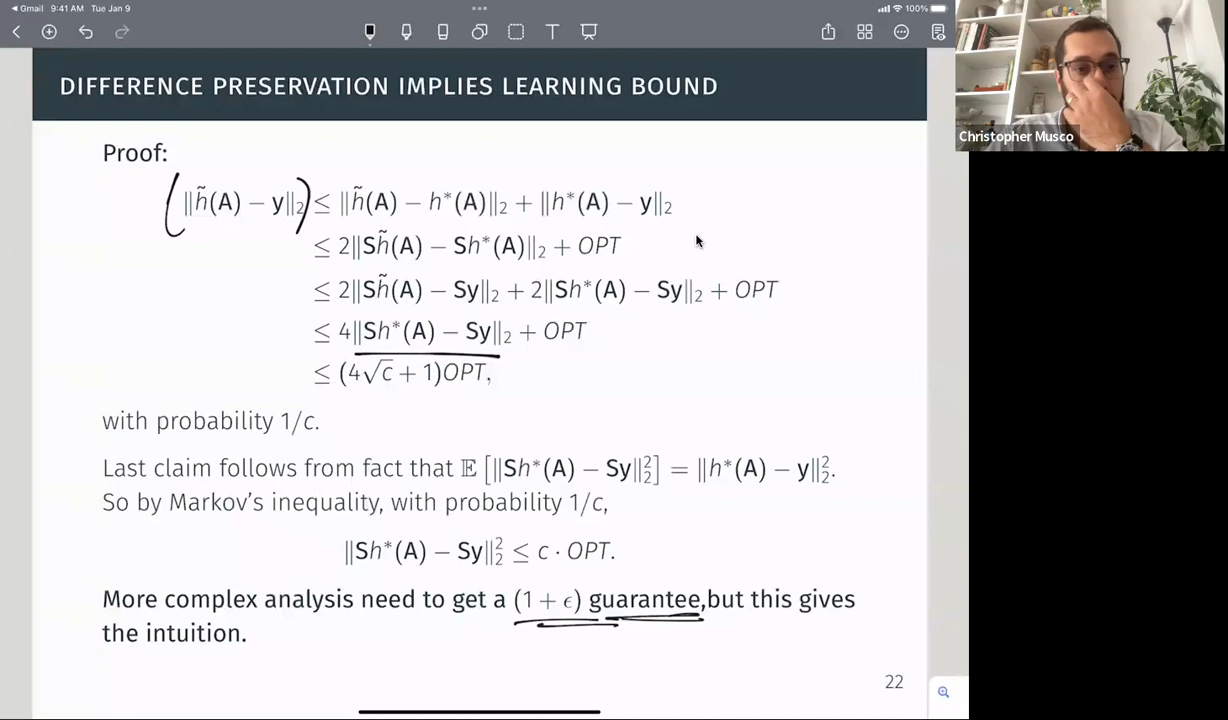 Gmail 9:41 AM Tue Jan 9
100%
DIFFERENCE PRESERVATION IMPLIES LEARNING BOUND
Proof:
(‖h̃(A) − y‖₂) ≤ ‖h̃(A) − h*(A)‖₂ + ‖h*(A) − y‖₂
≤ 2‖Sh̃(A) − Sh*(A)‖₂ + OPT
≤ 2‖Sh̃(A) − Sy‖₂ + 2‖Sh*(A) − Sy‖₂ + OPT
≤ 4‖Sh*(A) − Sy‖₂ + OPT
≤ (4√c + 1)OPT,
with probability 1/c.
Last claim follows from fact that 𝔼 [‖Sh*(A) − Sy‖₂²] = ‖h*(A) − y‖₂².
So by Markov's inequality, with probability 1/c,
‖Sh*(A) − Sy‖₂² ≤ c · OPT.
More complex analysis need to get a (1 + ϵ) guarantee,but this gives
the intuition.
22
Christopher Musco